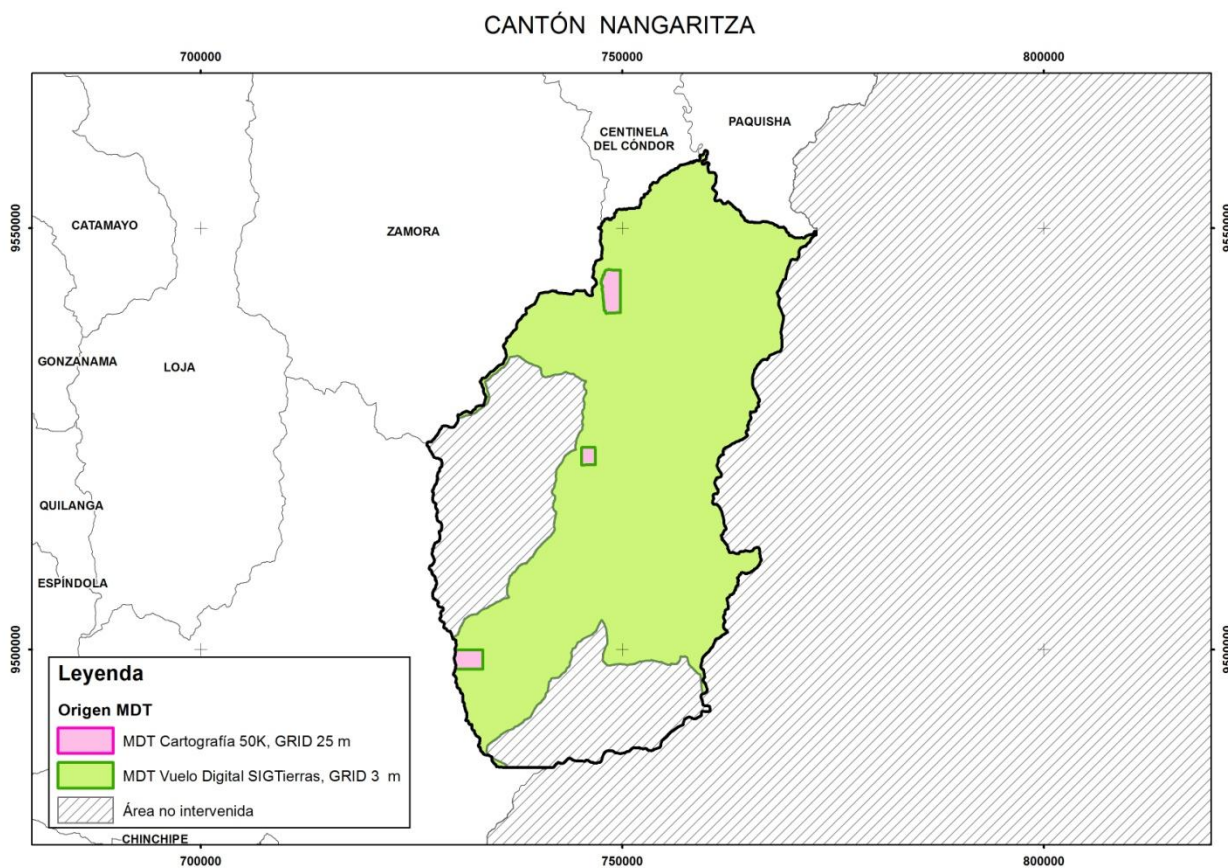 CANTÓN NANGARITZA
700000
750000
800000
PAQUISHA
CENTINELA
DEL CÓNDOR
CATAMAYO
ZAMORA
9550000
9550000
GONZANAMA
LOJA
QUILANGA
ESPÍNDOLA
9500000
9500000
Leyenda
Origen MDT
MDT Cartografía 50K, GRID 25 m
MDT Vuelo Digital SIGTierras, GRID 3 m
Área no intervenida
CHINCHIPE
700000
750000
800000